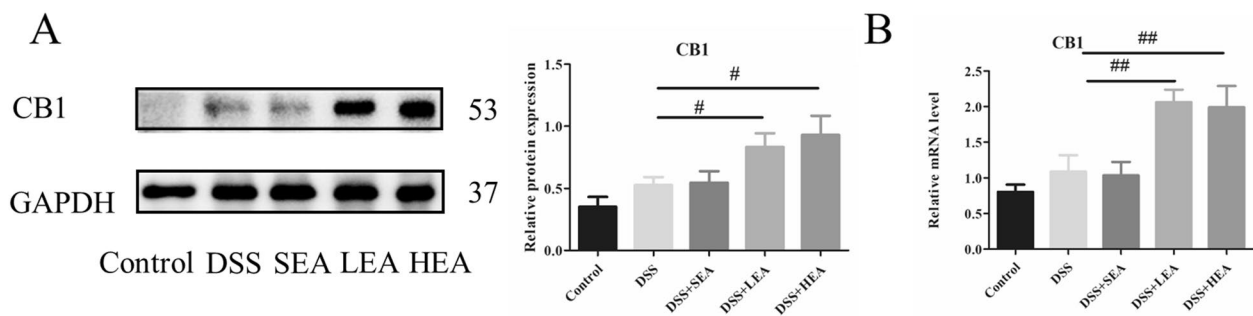 A
CB1
53
GAPDH
37
Control DSS SEA LEA HEA
CB1
Relative protein expression
1.5
1.0
0.5
0.0
#
#
Control
DSS
DSS+SEA
DSS+LEA
DSS+HEA
B
CB1
Relative mRNA level
2.5
2.0
1.5
1.0
0.5
0.0
##
##
Control
DSS
DSS+SEA
DSS+LEA
DSS+HEA